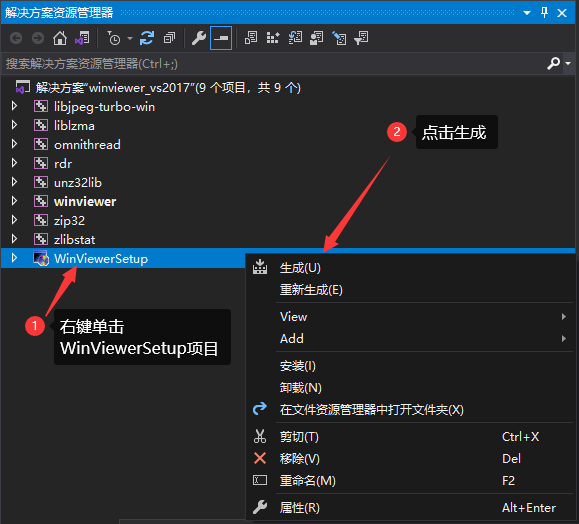 解决方案资源管理器
搜索解决方案资源管理器(Ctrl+;)
解决方案"winviewer_vs2017"(9 个项目，共 9 个)
libjpeg-turbo-win
liblzma
omnithread
rdr
unz32lib
winviewer
zip32
zlibstat
WinViewerSetup
2 点击生成
1 右键单击
WinViewerSetup项目
生成(U)
重新生成(E)
View
Add
安装(I)
卸载(N)
在文件资源管理器中打开文件夹(X)
剪切(T) Ctrl+X
移除(V) Del
重命名(M) F2
属性(R) Alt+Enter